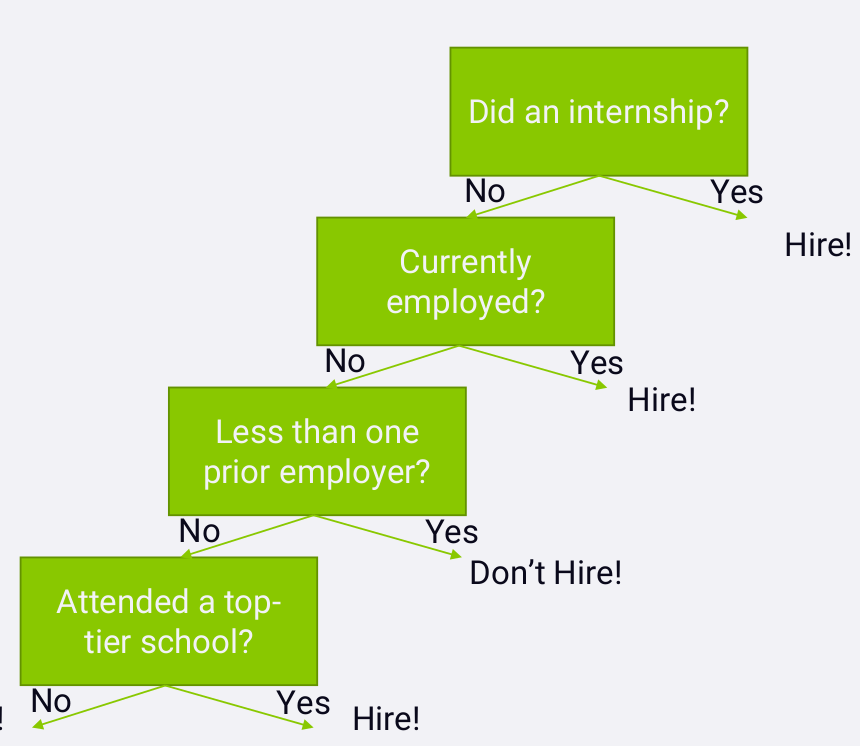 Did an internship?
No
Yes
Hire!
Currently
employed?
No
Yes
Hire!
Less than one
prior employer?
No
Yes
Don’t Hire!
Attended a top-
tier school?
!
No
Yes
Hire!